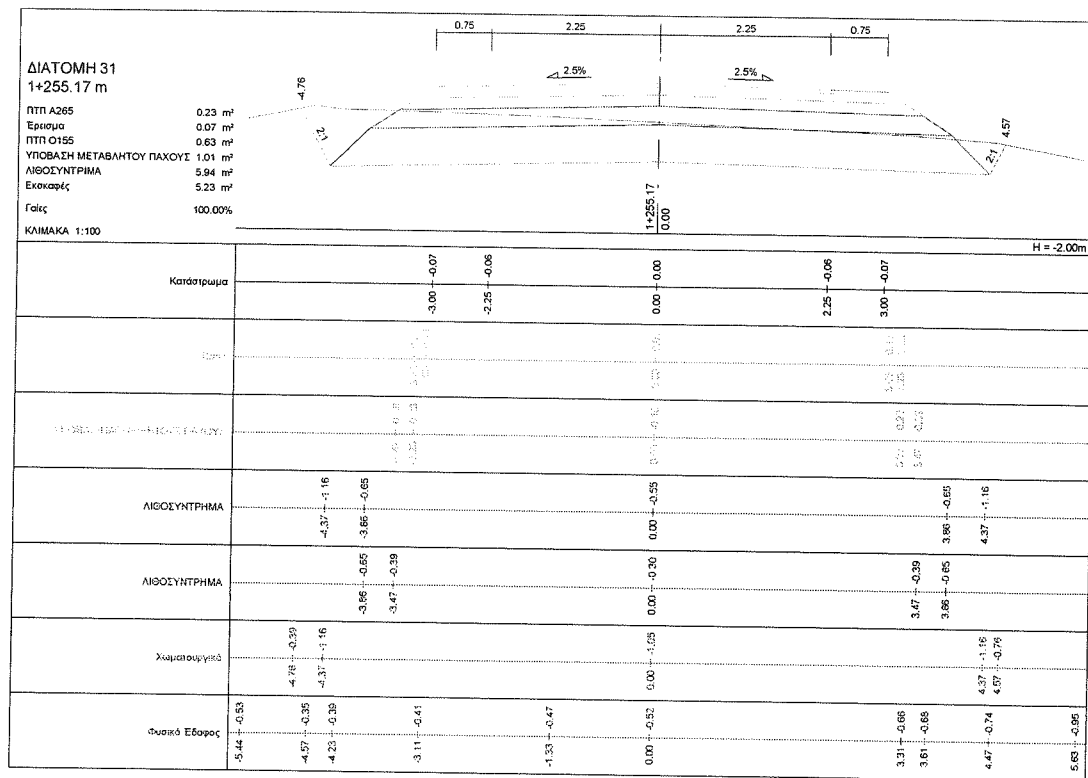 0.75 2.25 2.25 0.75
ΔΙΑΤΟΜΗ 31
1+255.17 m
2.5% 2.5%
-4.76
4.57
ΠΤΠ Α265 0.23 m²
Έρεισμα 0.07 m²
ΠΤΠ Ο155 0.63 m²
ΥΠΟΒΑΣΗ ΜΕΤΑΒΛΗΤΟΥ ΠΑΧΟΥΣ 1.01 m²
ΛΙΘΟΣΥΝΤΡΙΜΑ 5.94 m²
Εκσκαφές 5.23 m²
2:1
2:1
Γαίες 100.00%
1+255.17
0.00
ΚΛΙΜΑΚΑ 1:100
H = -2.00m
Κατάστρωμα
-0.07 -0.06 0.00 -0.06 -0.07
-3.00 -2.25 0.00 2.25 3.00
ΛΙΘΟΣΥΝΤΡΗΜΑ
-1.16 -0.65 -0.55 -0.65 -1.16
-4.37 -3.86 0.00 3.86 4.37
ΛΙΘΟΣΥΝΤΡΗΜΑ
-0.65 -0.39 -0.30 -0.39 -0.65
-3.86 -3.47 0.00 3.47 3.86
Χωματουργικά
-0.39 -1.16 -1.05 -1.16 -0.76
-4.76 -4.37 0.00 4.37 4.57
Φυσικό Έδαφος
-0.53 -0.35 -0.39 -0.41 -0.47 -0.52 -0.66 -0.68 -0.74 -0.95
-5.44 -4.57 -4.23 -3.11 -1.33 0.00 3.31 3.61 4.47 5.63